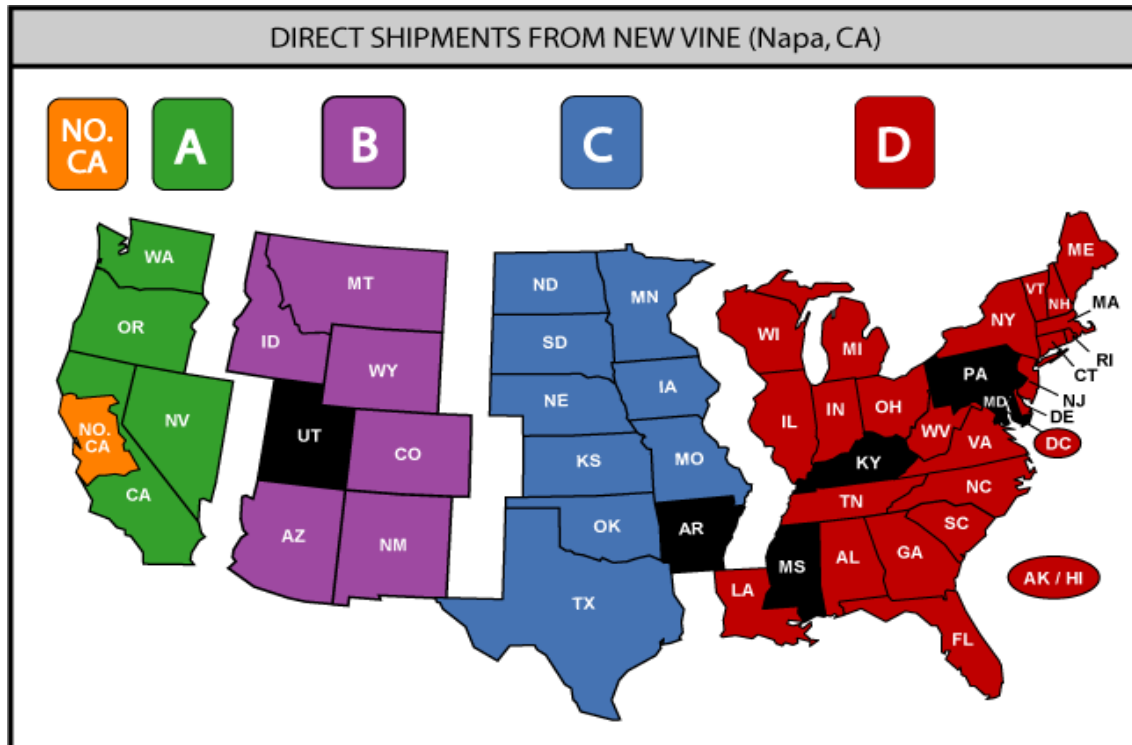 DIRECT SHIPMENTS FROM NEW VINE (Napa, CA)
NO.
CA
A
B
C
D
WA
OR
NV
NO.
CA
CA
MT
ID
WY
UT
CO
AZ
NM
ND
MN
SD
IA
NE
KS
MO
OK
AR
TX
ME
VT
NH
MA
NY
WI
MI
RI
CT
PA
NJ
MD
DE
DC
IL
IN
OH
WV
VA
KY
NC
TN
SC
MS
AL
GA
LA
AK / HI
FL